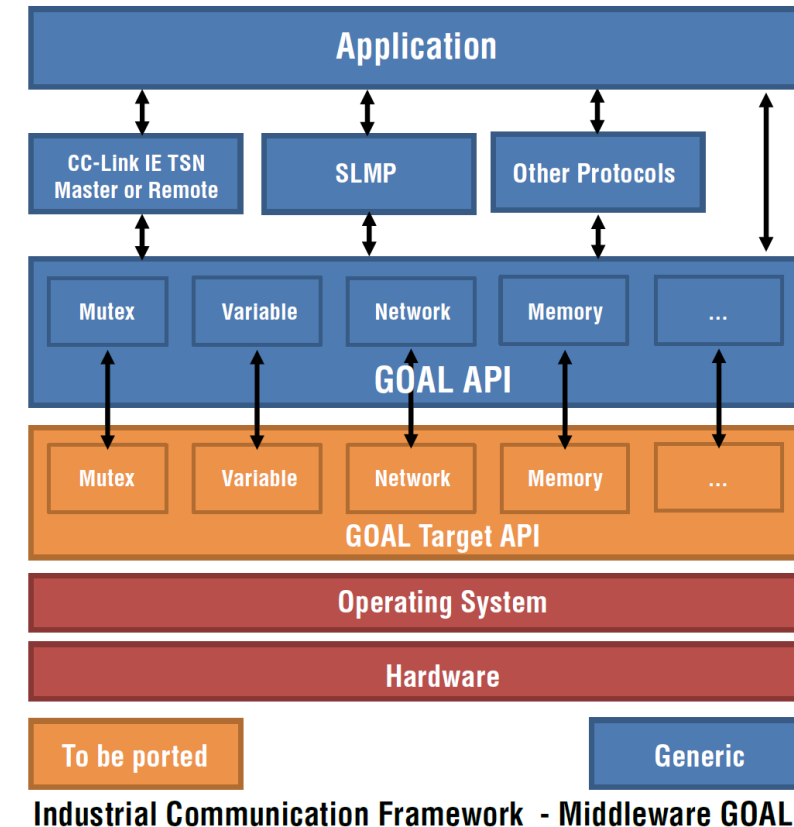 Application
CC-Link IE TSN
Master or Remote
SLMP
Other Protocols
Mutex
Variable
Network
Memory
...
GOAL API
Mutex
Variable
Network
Memory
...
GOAL Target API
Operating System
Hardware
To be ported
Generic
Industrial Communication Framework - Middleware GOAL